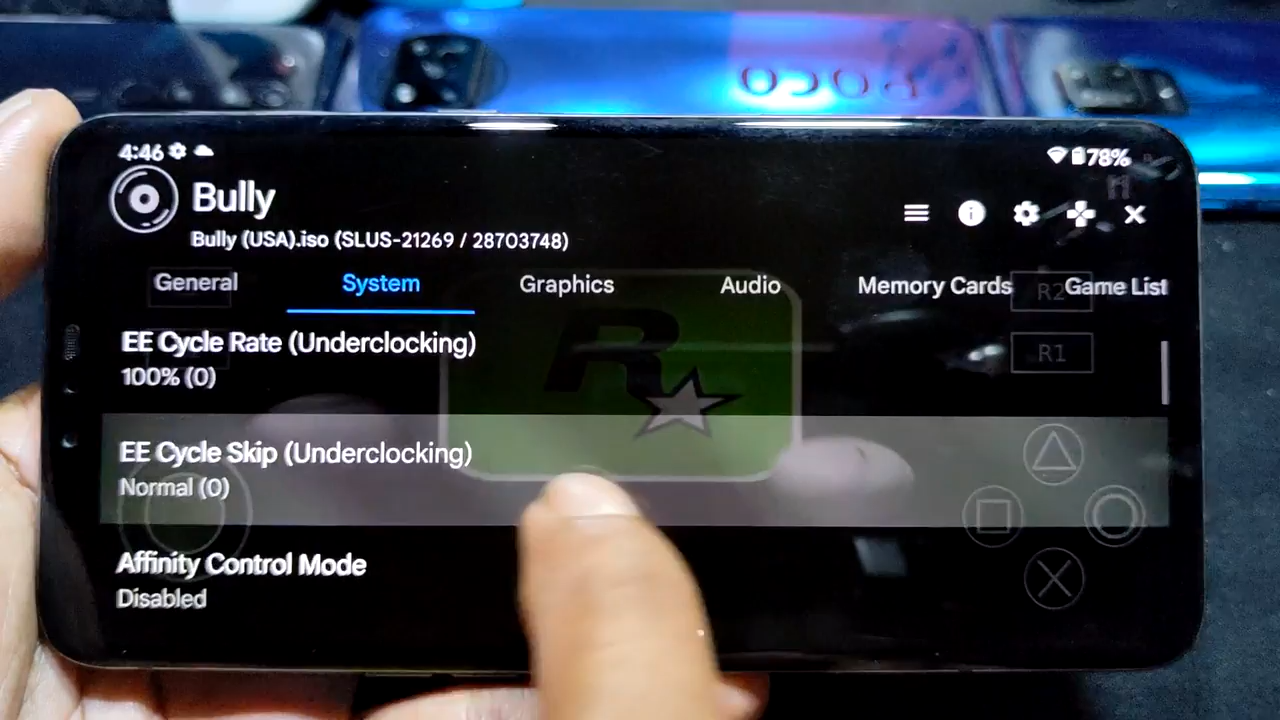 POCO
4:46
78%
Bully
Bully (USA).iso (SLUS-21269 / 28703748)
General
System
Graphics
Audio
Memory Cards
Game List
R2
EE Cycle Rate (Underclocking)
100% (0)
R1
R
EE Cycle Skip (Underclocking)
Normal (0)
Affinity Control Mode
Disabled